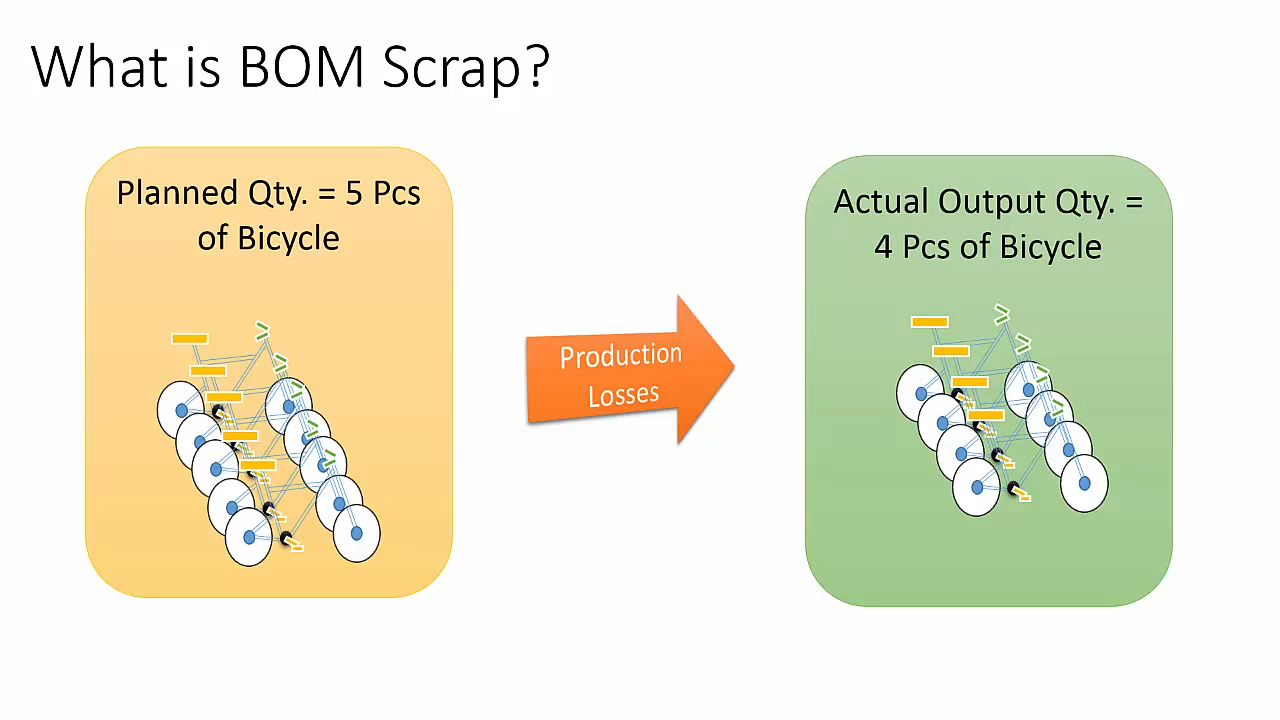 What is BOM Scrap?
Planned Qty. = 5 Pcs
of Bicycle
Production
Losses
Actual Output Qty. =
4 Pcs of Bicycle